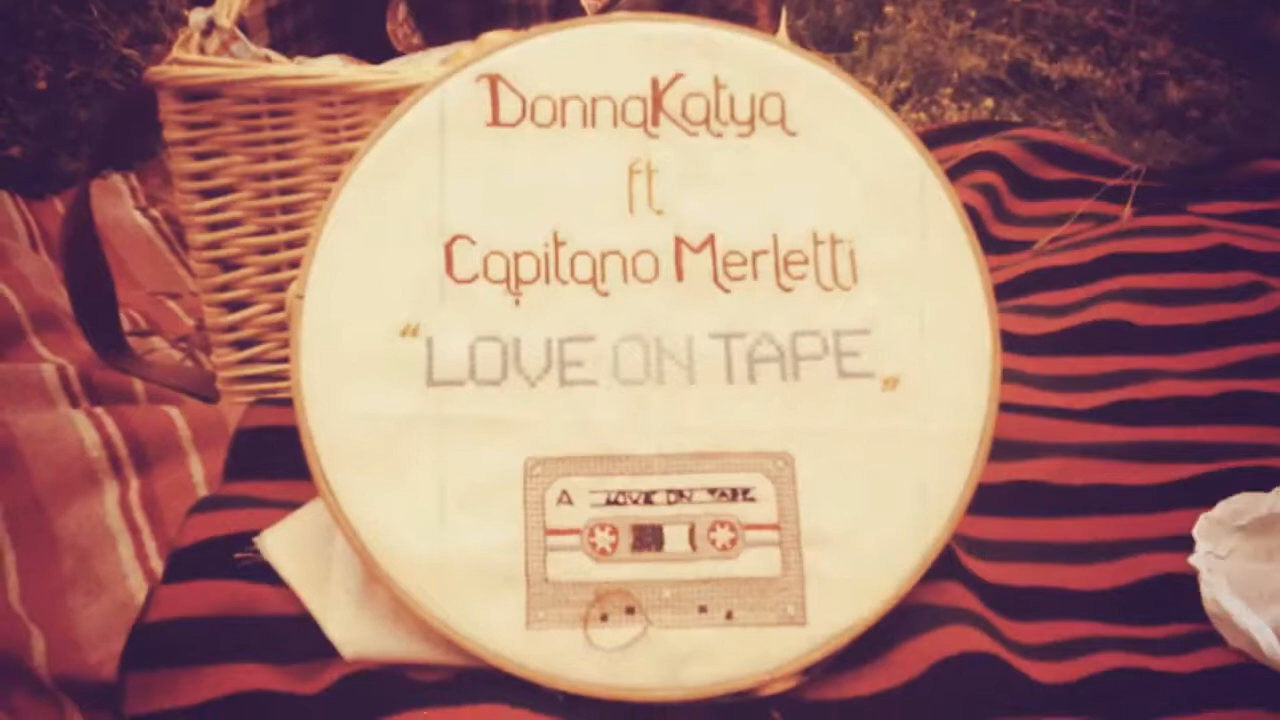 DonnaKatya
ft
Capitano Merletti
“LOVE ON TAPE„
A LOVE ON TAPE